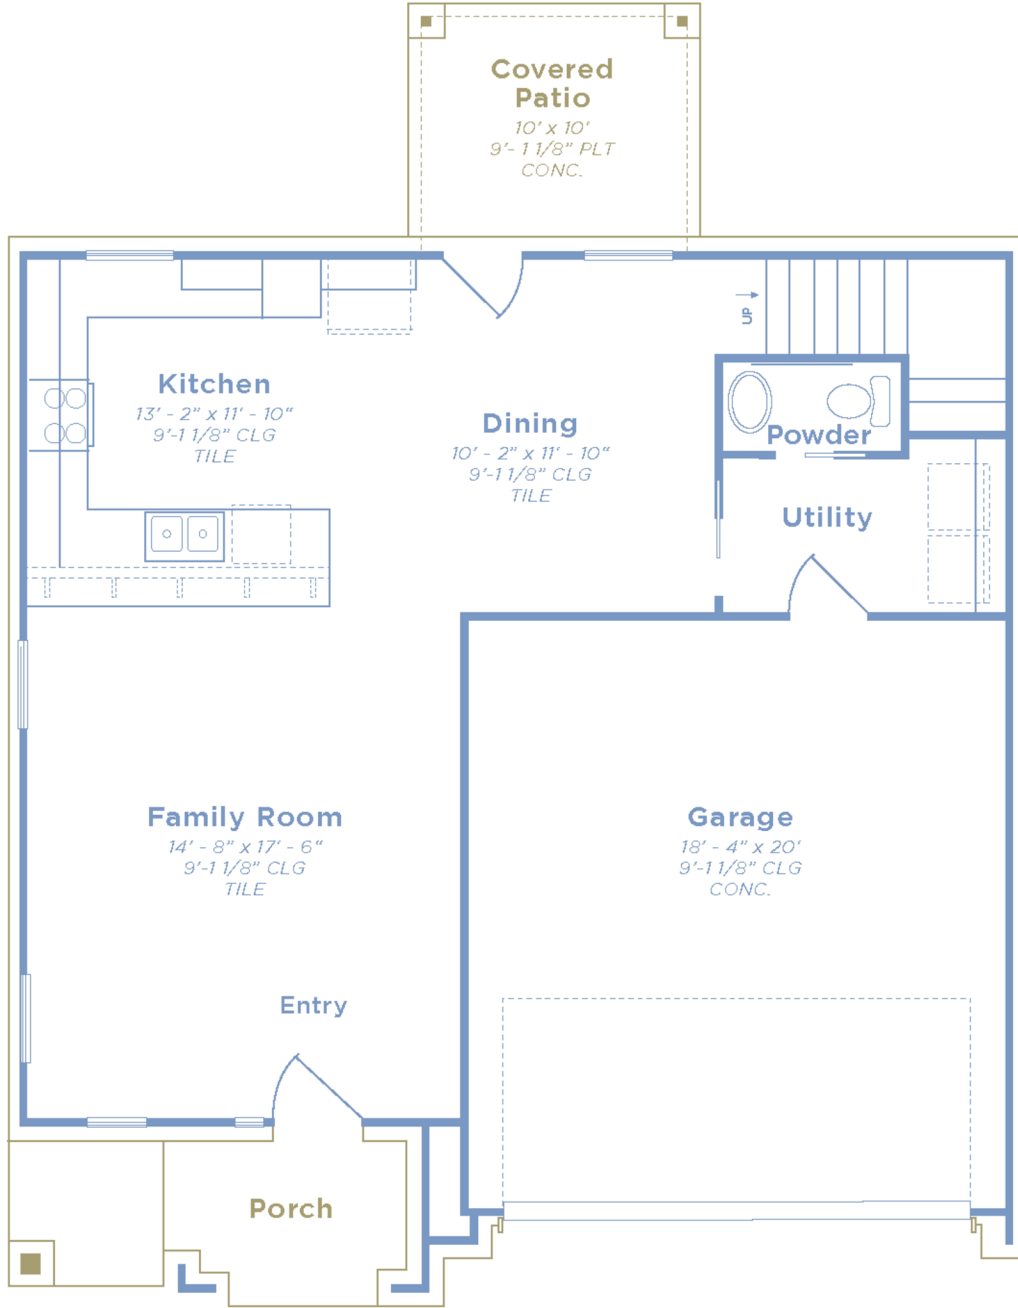 Covered
Patio
10' x 10'
9'- 1 1/8" PLT
CONC.
UP
Kitchen
13' - 2" x 11' - 10"
9'-1 1/8" CLG
TILE
Dining
10' - 2" x 11' - 10"
9'-1 1/8" CLG
TILE
Powder
Utility
Family Room
14' - 8" x 17' - 6"
9'-1 1/8" CLG
TILE
Garage
18' - 4" x 20'
9'-1 1/8" CLG
CONC.
Entry
Porch